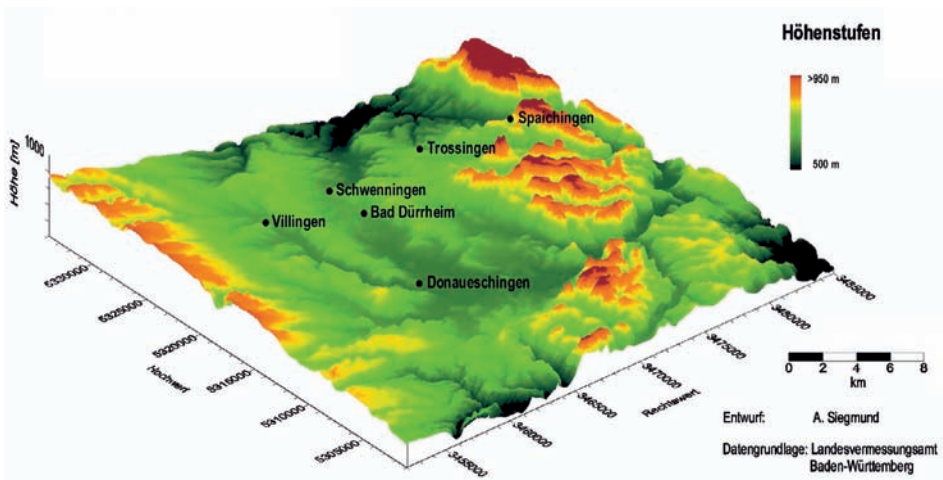 Höhenstufen
>950 m
500 m
Spaichingen
Trossingen
Schwenningen
Bad Dürrheim
Villingen
Donaueschingen
Höhe [m]
1000
5330000
5325000
5320000
5315000
5310000
5305000
Hochwert
3455000
3460000
3465000
3470000
3475000
3480000
3485000
Rechtswert
0 2 4 6 8
km
Entwurf: A. Siegmund
Datengrundlage: Landesvermessungsamt
Baden-Württemberg